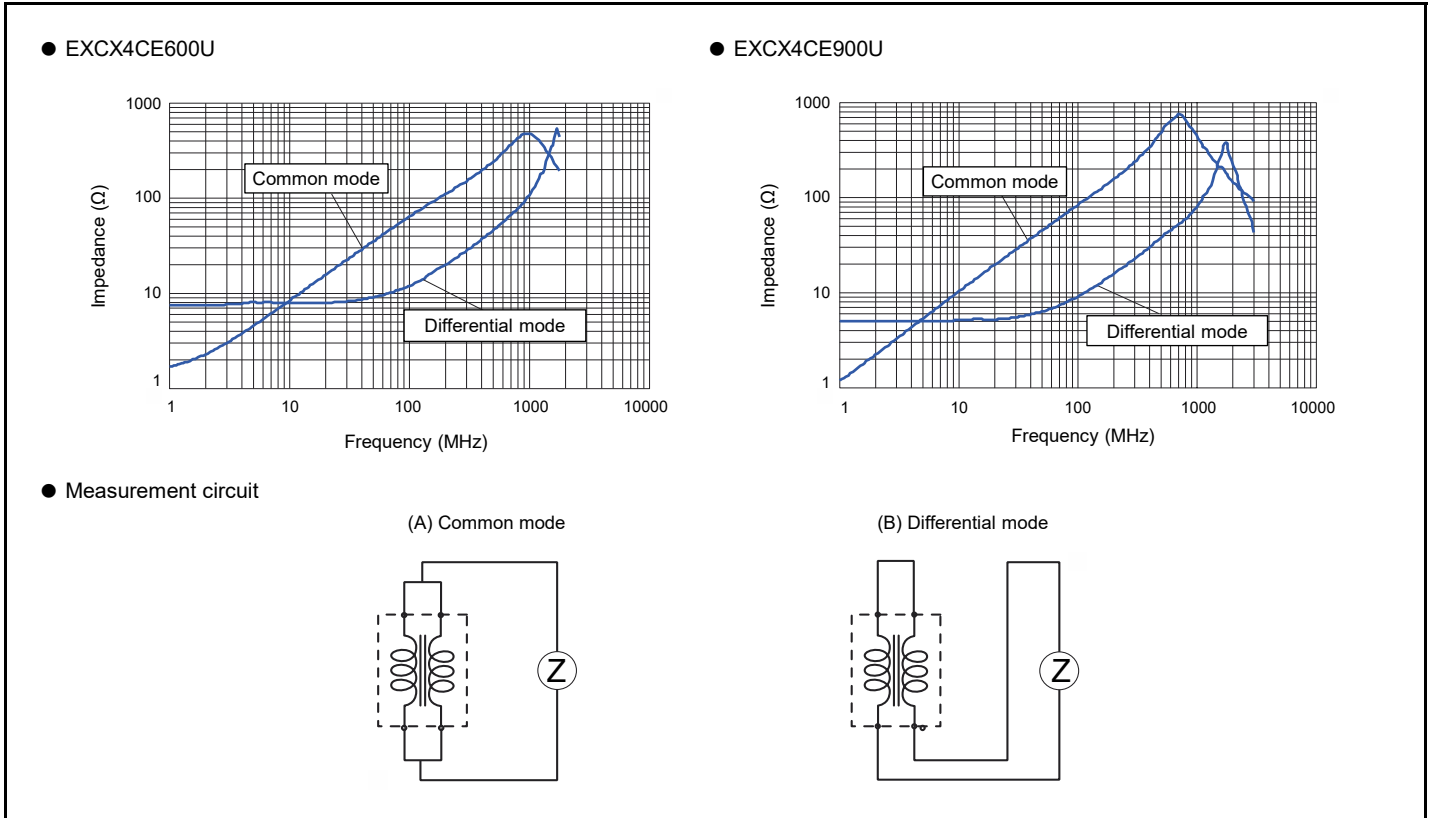 ● EXCX4CE600U
1000
100
10
1
Impedance (Ω)
Common mode
Differential mode
1 10 100 1000 10000
Frequency (MHz)
● EXCX4CE900U
1000
100
10
1
Impedance (Ω)
Common mode
Differential mode
1 10 100 1000 10000
Frequency (MHz)
● Measurement circuit
(A) Common mode
Z
(B) Differential mode
Z